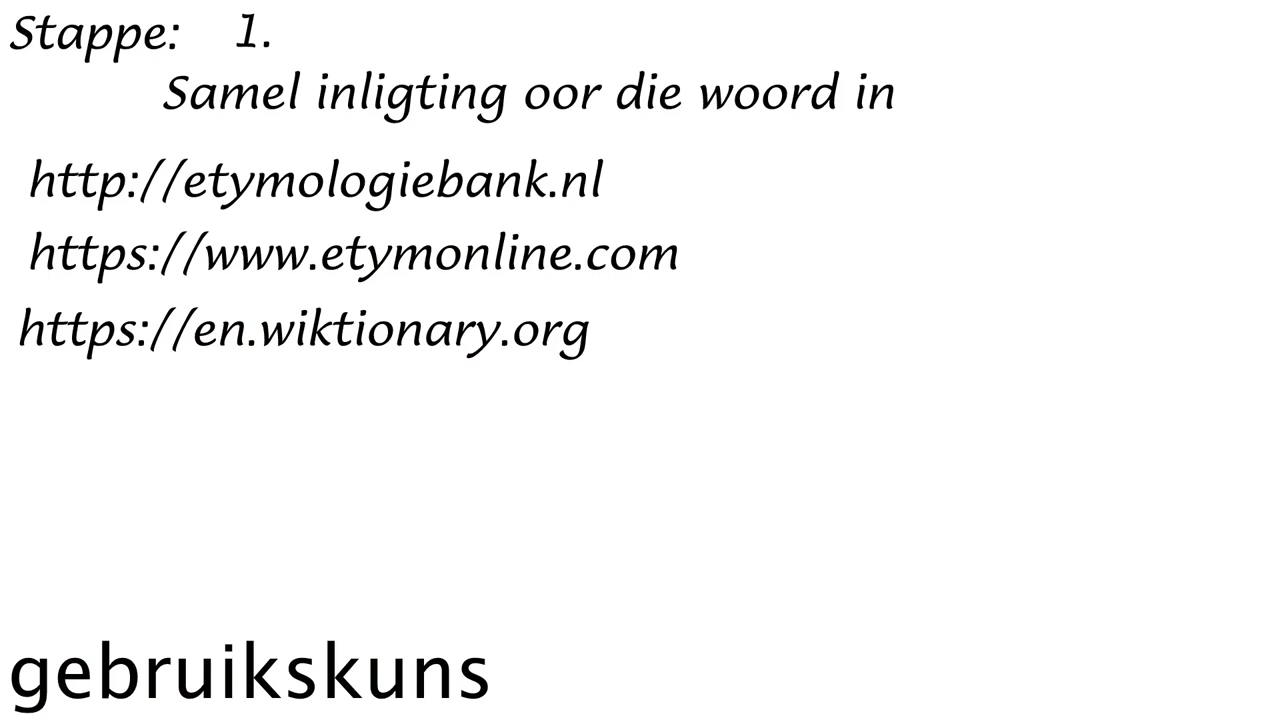 Stappe: 1.
Samel inligting oor die woord in
http://etymologiebank.nl
https://www.etymonline.com
https://en.wiktionary.org
gebruikskuns